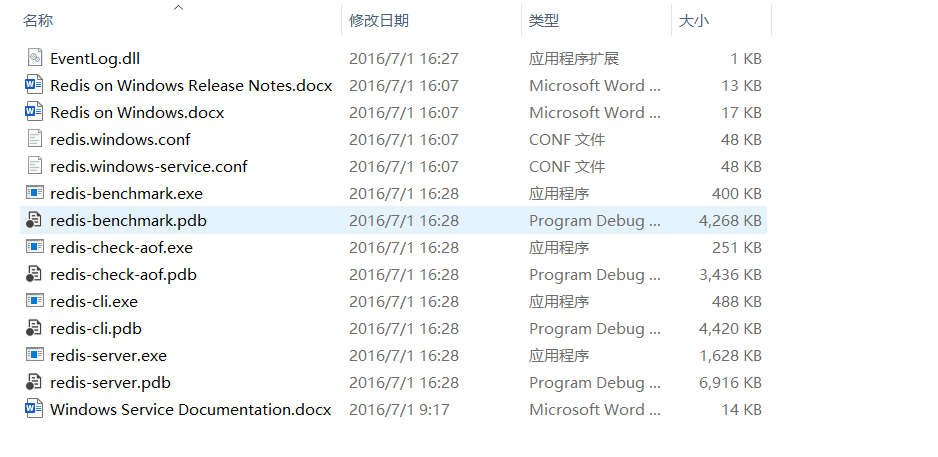 名称 修改日期 类型 大小
EventLog.dll 2016/7/1 16:27 应用程序扩展 1 KB
Redis on Windows Release Notes.docx 2016/7/1 16:07 Microsoft Word ... 13 KB
Redis on Windows.docx 2016/7/1 16:07 Microsoft Word ... 17 KB
redis.windows.conf 2016/7/1 16:07 CONF 文件 48 KB
redis.windows-service.conf 2016/7/1 16:07 CONF 文件 48 KB
redis-benchmark.exe 2016/7/1 16:28 应用程序 400 KB
redis-benchmark.pdb 2016/7/1 16:28 Program Debug ... 4,268 KB
redis-check-aof.exe 2016/7/1 16:28 应用程序 251 KB
redis-check-aof.pdb 2016/7/1 16:28 Program Debug ... 3,436 KB
redis-cli.exe 2016/7/1 16:28 应用程序 488 KB
redis-cli.pdb 2016/7/1 16:28 Program Debug ... 4,420 KB
redis-server.exe 2016/7/1 16:28 应用程序 1,628 KB
redis-server.pdb 2016/7/1 16:28 Program Debug ... 6,916 KB
Windows Service Documentation.docx 2016/7/1 9:17 Microsoft Word ... 14 KB